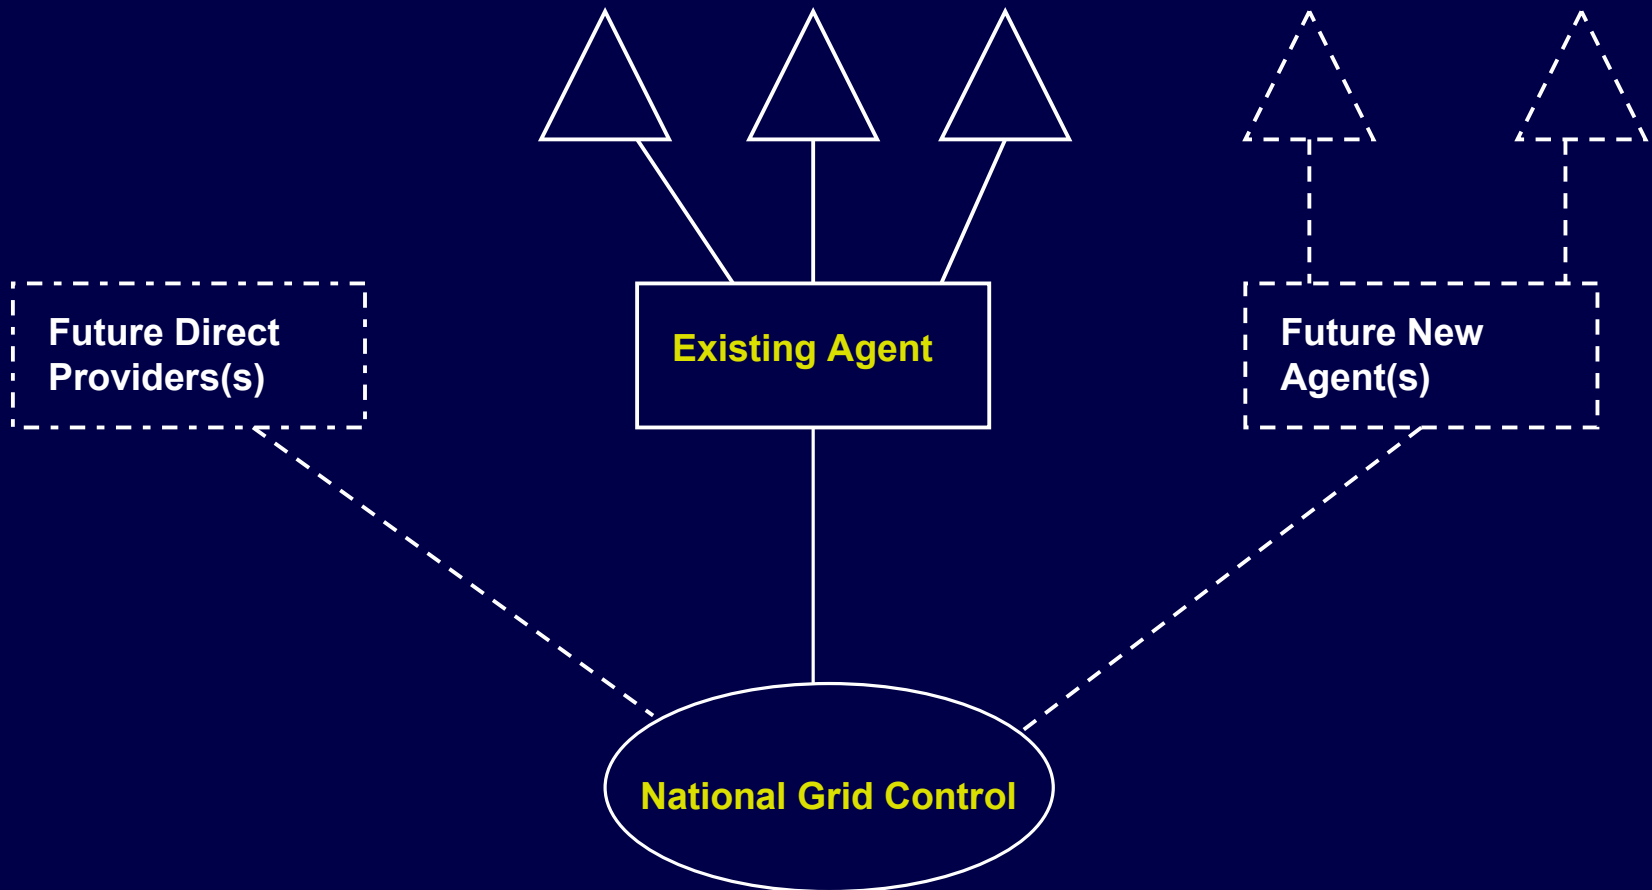 Future Direct
Providers(s)
Existing Agent
Future New
Agent(s)
National Grid Control